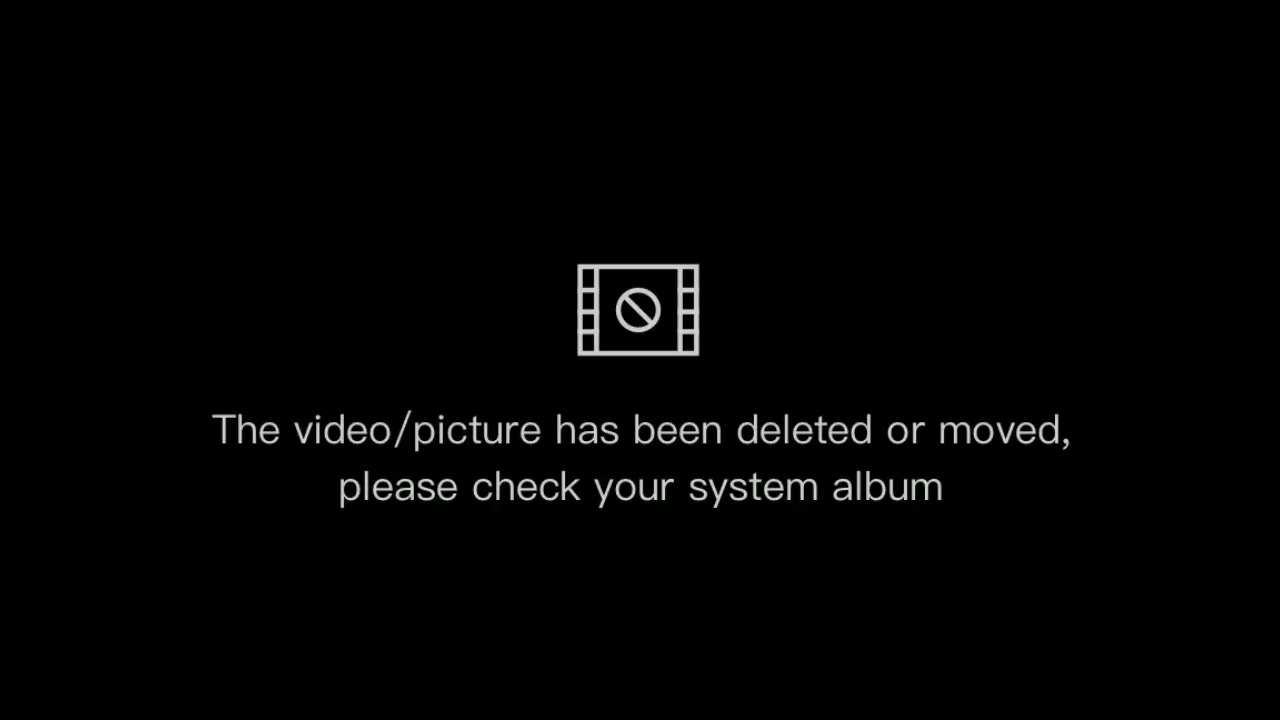 The video/picture has been deleted or moved,
please check your system album